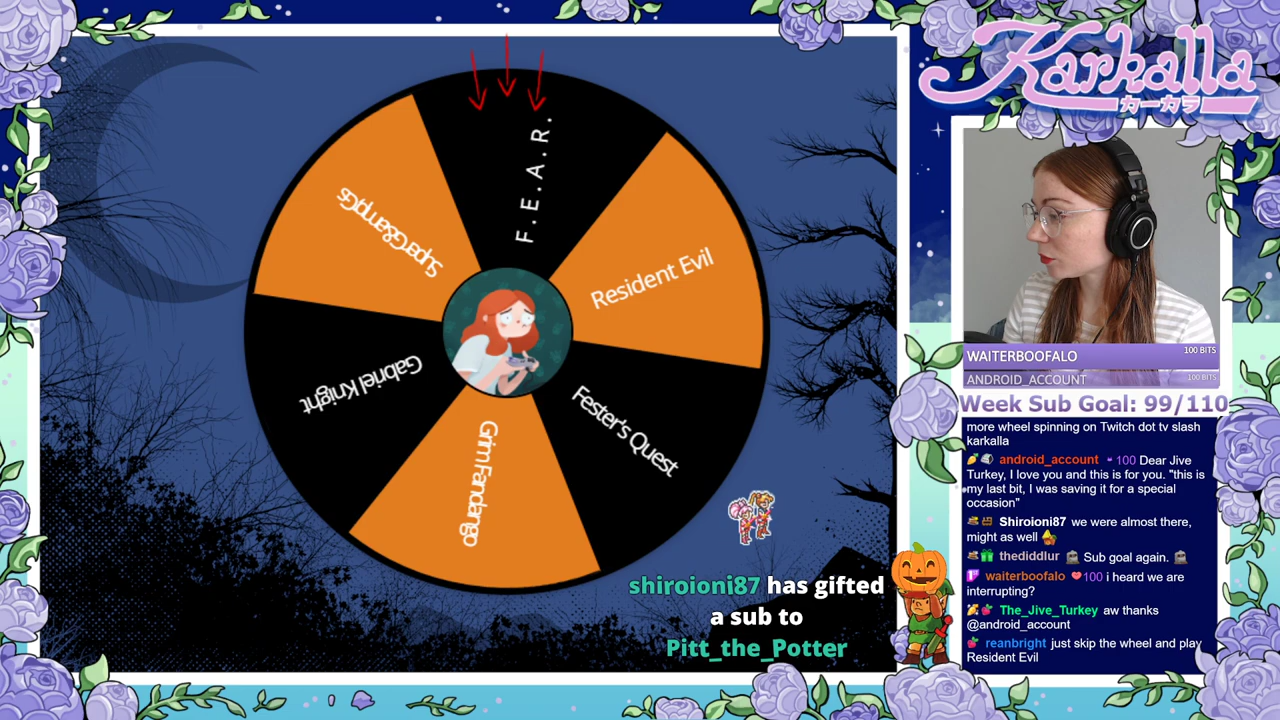 Karkalla
カーカラ
F.E.A.R.
Resident Evil
Fester's Quest
Grim Fandango
Gabriel Knight
SuperG&amp;Gs
WAITERBOOFALO 100 BITS
ANDROID_ACCOUNT 100 BITS
Week Sub Goal: 99/110
more wheel spinning on Twitch dot tv slash
karkalla
android_account 100 Dear Jive
Turkey, I love you and this is for you. "this is
my last bit, I was saving it for a special
occasion"
Shiroioni87 we were almost there,
might as well
thediddlur Sub goal again.
waiterboofalo 100 i heard we are
interrupting?
The_Jive_Turkey aw thanks
@android_account
reanbright just skip the wheel and play
Resident Evil
shiroioni87 has gifted
a sub to
Pitt_the_Potter